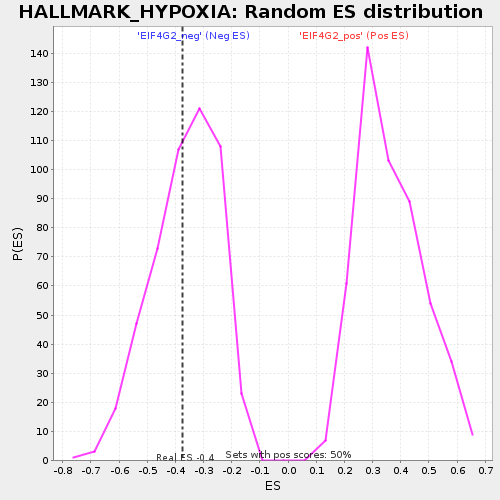 HALLMARK_HYPOXIA: Random ES distribution
'EIF4G2_neg' (Neg ES)
'EIF4G2_pos' (Pos ES)
140
130
120
110
100
90
80
70
60
50
40
30
20
10
0
P(ES)
Real ES -0.4
Sets with pos scores: 50%
-0.8 -0.7 -0.6 -0.5 -0.4 -0.3 -0.2 -0.1 0.0 0.1 0.2 0.3 0.4 0.5 0.6 0.7
ES